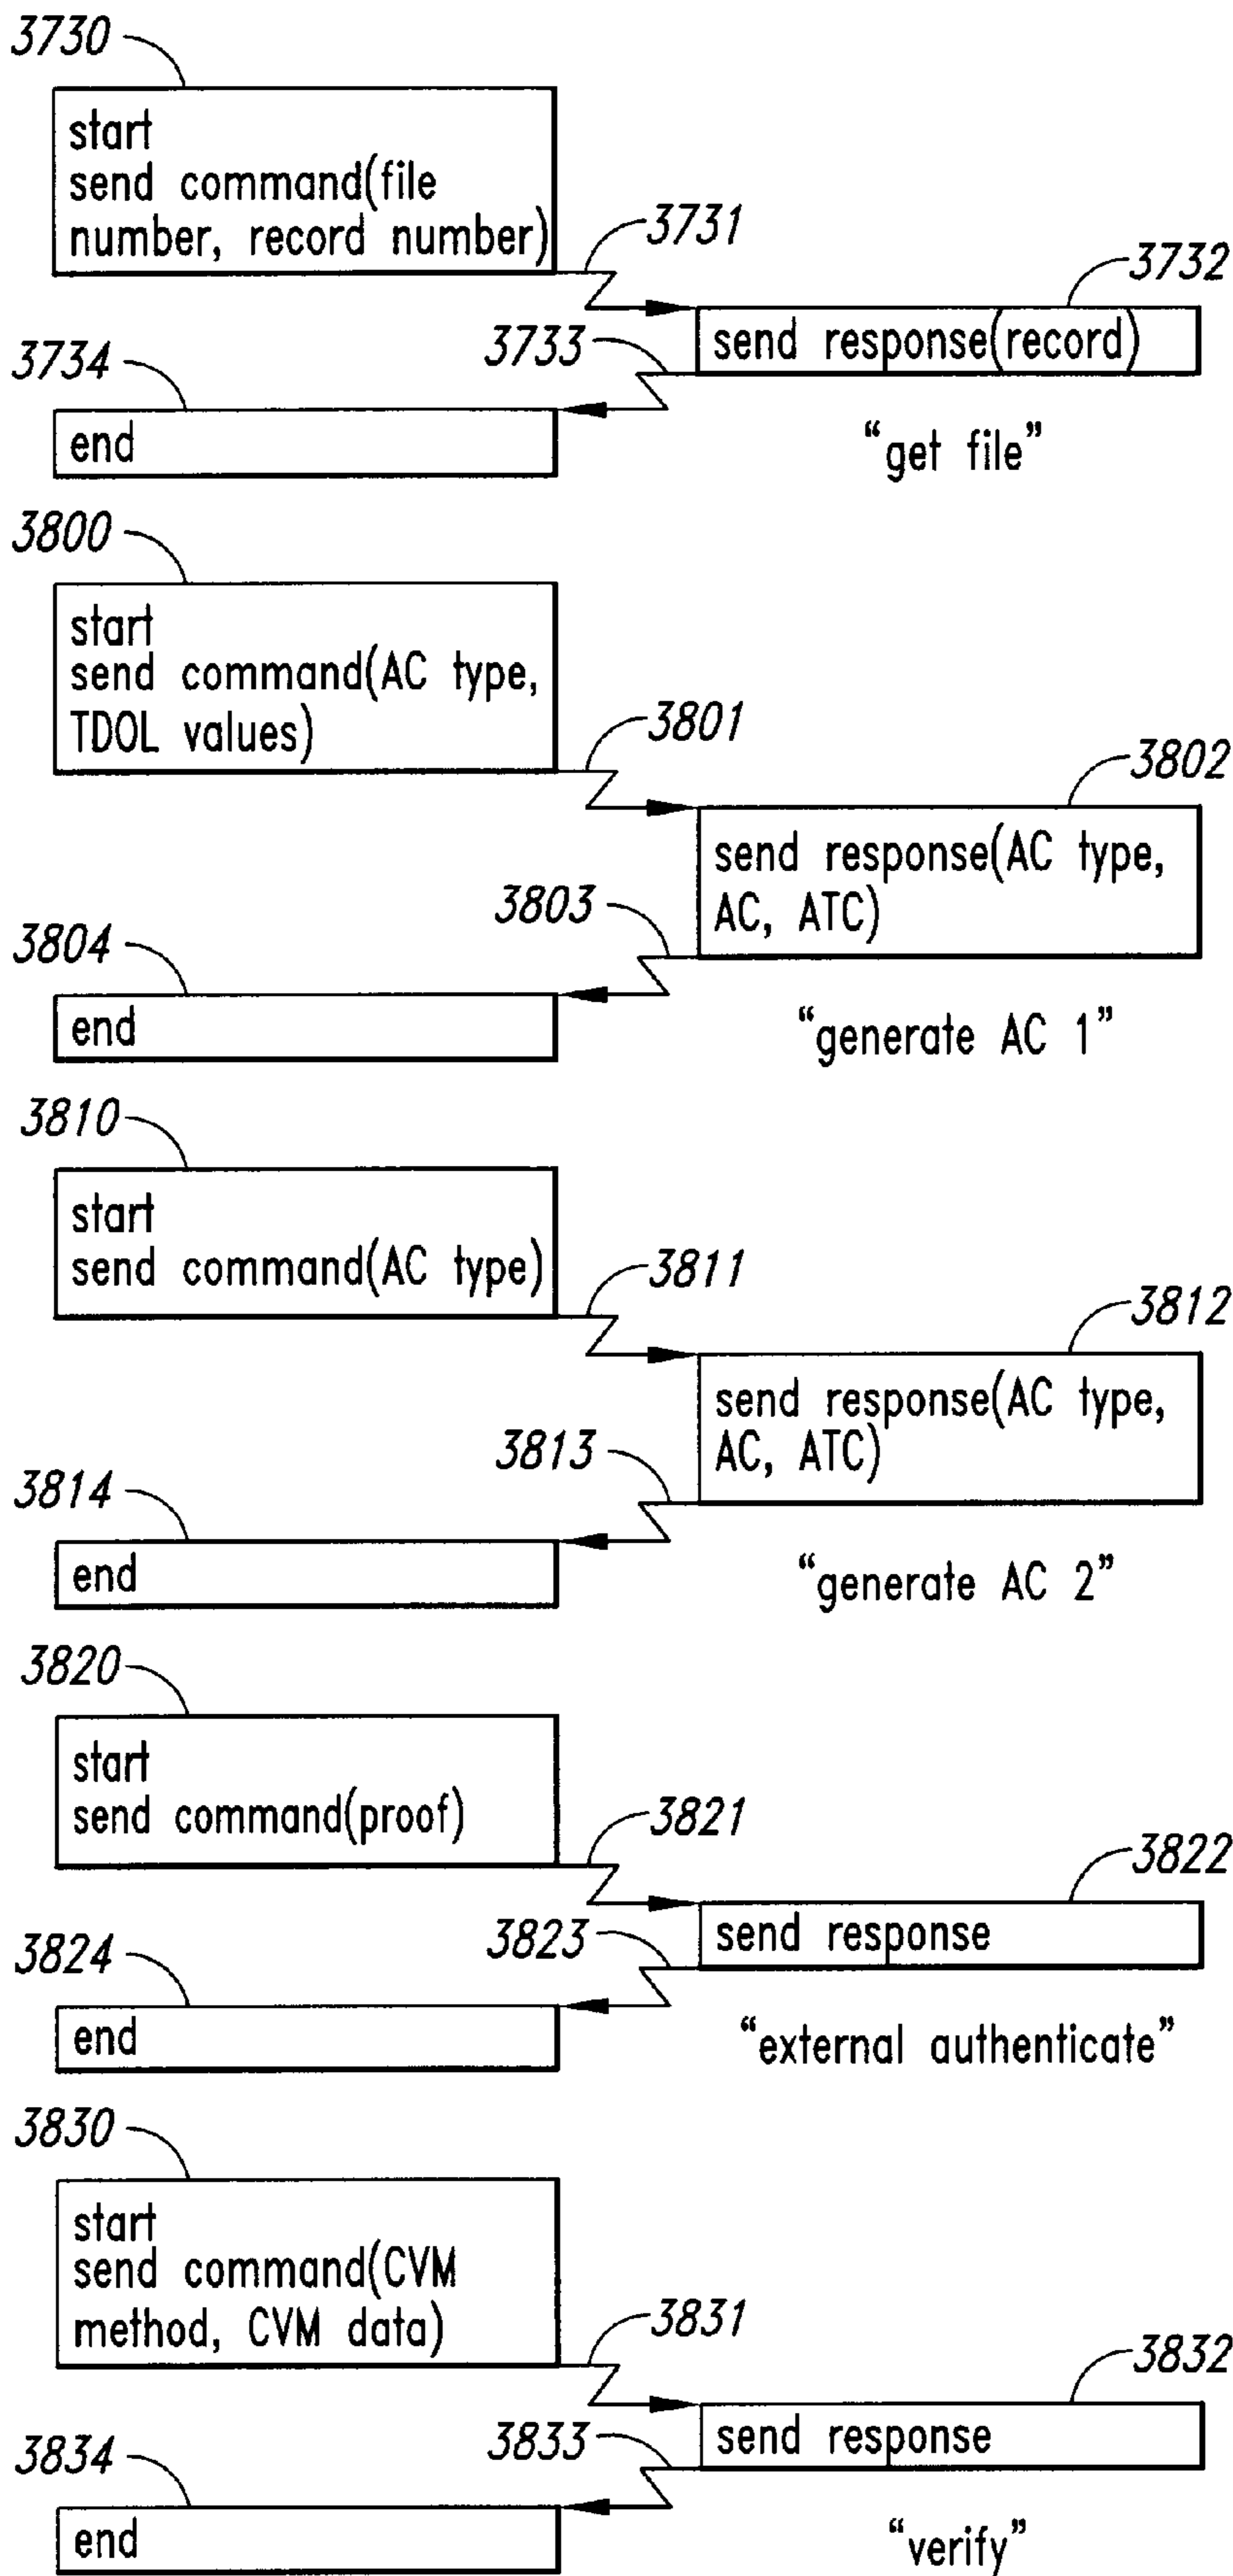 3730
start
send command(file
number, record number)
3731
3732
send response(record)
3733
3734
end
“get file”
3800
start
send command(AC type,
TDOL values)
3801
3802
send response(AC type,
AC, ATC)
3803
3804
end
“generate AC 1”
3810
start
send command(AC type)
3811
3812
send response(AC type,
AC, ATC)
3813
3814
end
“generate AC 2”
3820
start
send command(proof)
3821
3822
send response
3823
3824
end
“external authenticate”
3830
start
send command(CVM
method, CVM data)
3831
3832
send response
3833
3834
end
“verify”